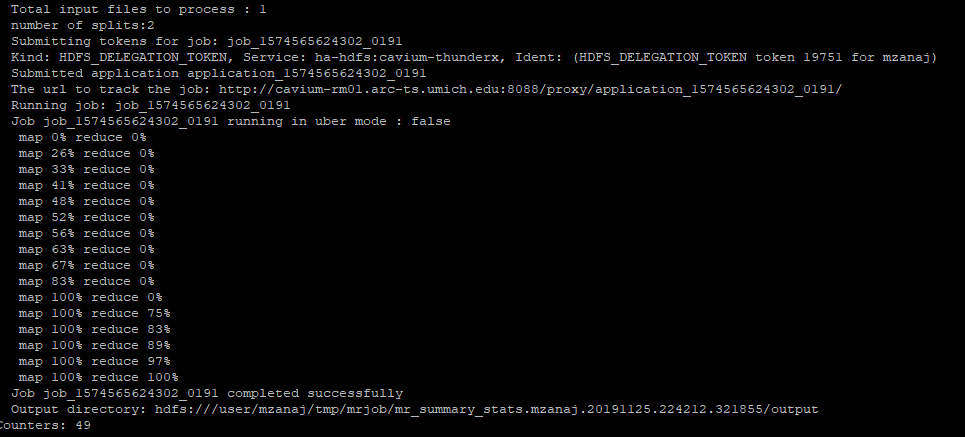 Total input files to process : 1
number of splits:2
Submitting tokens for job: job_1574565624302_0191
Kind: HDFS_DELEGATION_TOKEN, Service: ha-hdfs:cavium-thunderx, Ident: (HDFS_DELEGATION_TOKEN token 19751 for mzanaj)
Submitted application application_1574565624302_0191
The url to track the job: http://cavium-rm01.arc-ts.umich.edu:8088/proxy/application_1574565624302_0191/
Running job: job_1574565624302_0191
Job job_1574565624302_0191 running in uber mode : false
map 0% reduce 0%
map 26% reduce 0%
map 33% reduce 0%
map 41% reduce 0%
map 48% reduce 0%
map 52% reduce 0%
map 56% reduce 0%
map 63% reduce 0%
map 67% reduce 0%
map 83% reduce 0%
map 100% reduce 0%
map 100% reduce 75%
map 100% reduce 83%
map 100% reduce 89%
map 100% reduce 97%
map 100% reduce 100%
Job job_1574565624302_0191 completed successfully
Output directory: hdfs:///user/mzanaj/tmp/mrjob/mr_summary_stats.mzanaj.20191125.224212.321855/output
Counters: 49